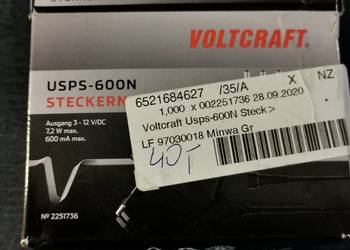 VOLTCRAFT.
USPS-600N
STECKERN
Ausgang 3 - 12 V/DC
7,2 W max.
600 mA max.
Nº 2251736
6521684627 /35/A X NZ
1,000 x 002251736 28.09.2020
Voltcraft Usps-600N Steck>
LF 97030018 Minwa Gr
40T